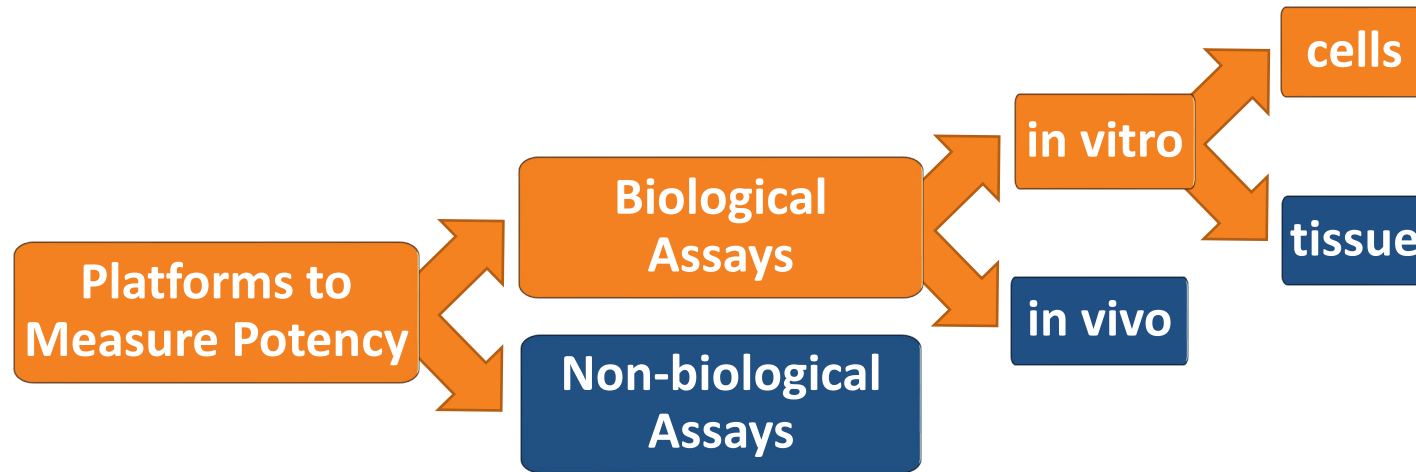 Platforms to
Measure Potency
Biological
Assays
Non-biological
Assays
in vitro
in vivo
cells
tissue